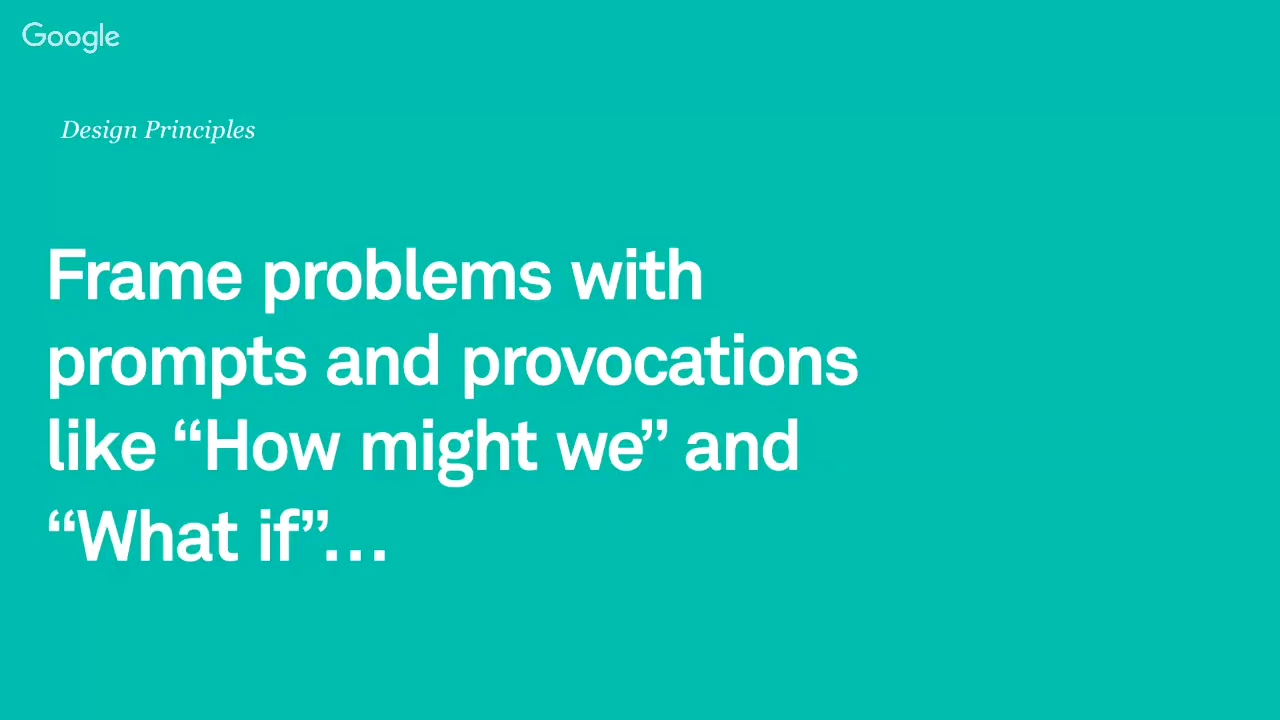 Google
Design Principles
Frame problems with
prompts and provocations
like “How might we” and
“What if”...